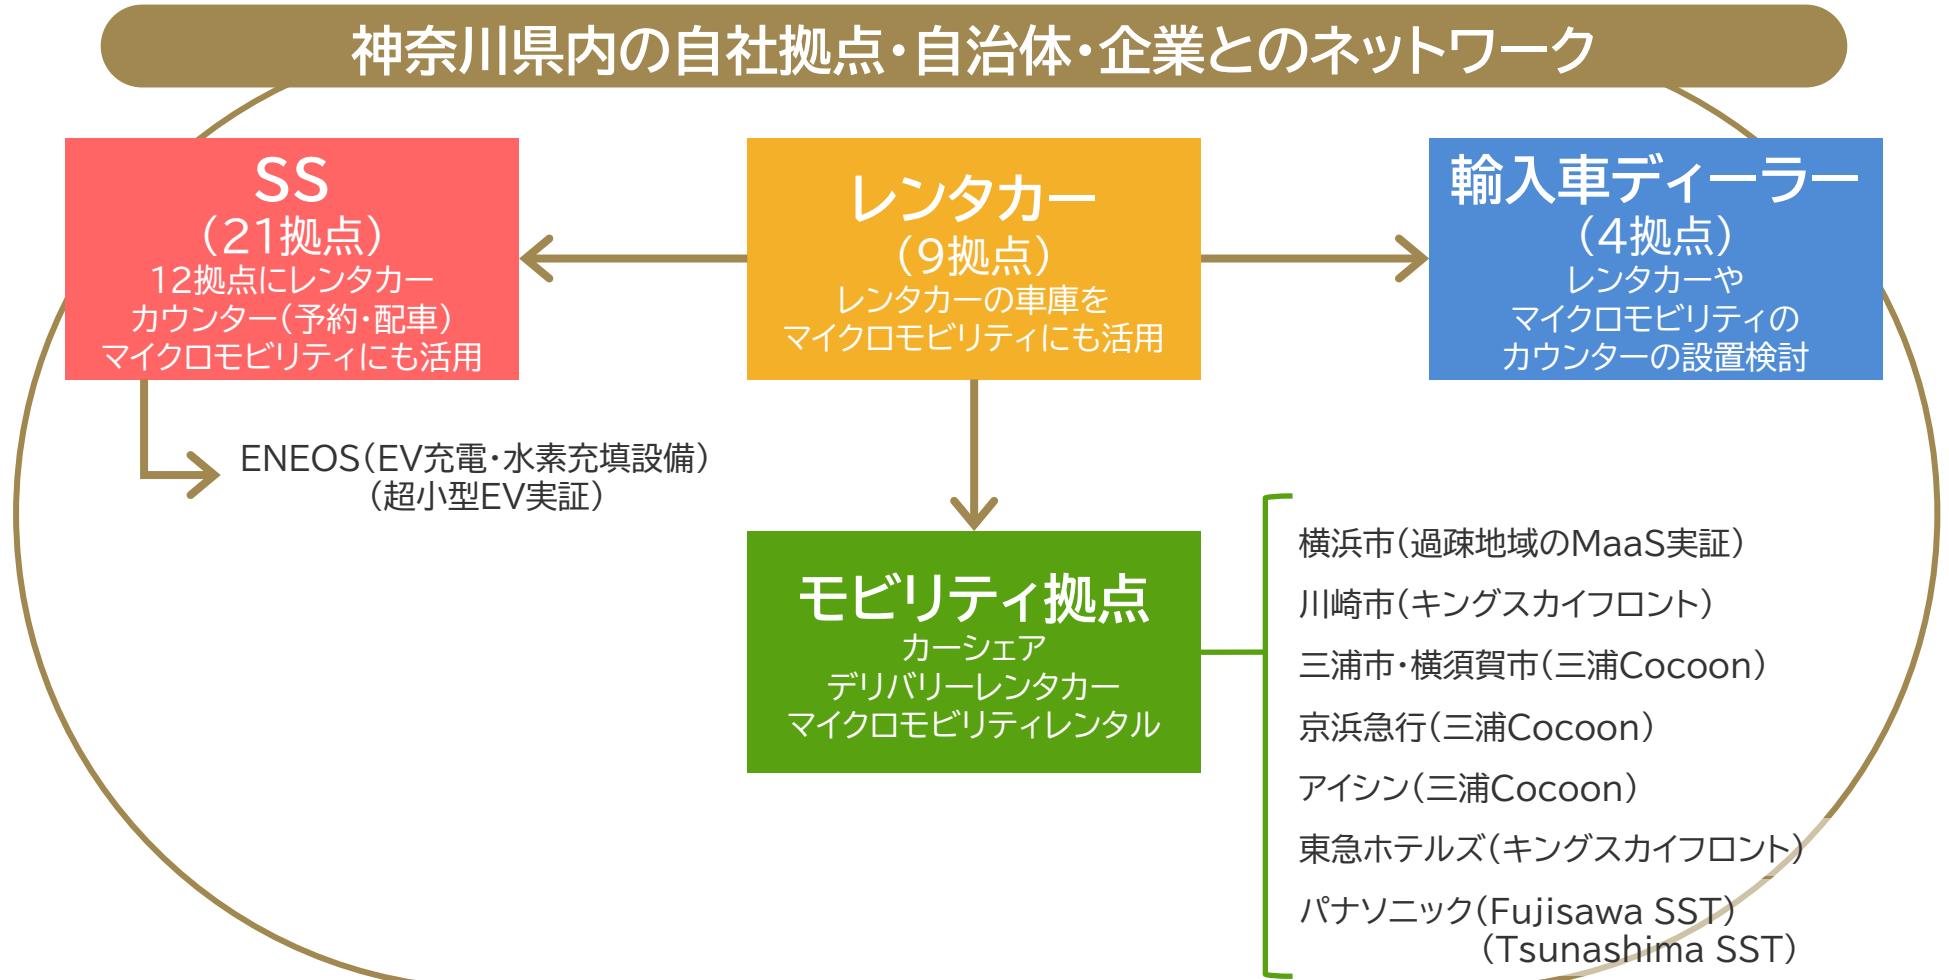 神奈川県内の自社拠点・自治体・企業とのネットワーク
SS
(21拠点)
12拠点にレンタカー
カウンター(予約・配車)
マイクロモビリティにも活用
レンタカー
(9拠点)
レンタカーの車庫を
マイクロモビリティにも活用
輸入車ディーラー
(4拠点)
レンタカーや
マイクロモビリティの
カウンターの設置検討
ENEOS(EV充電・水素充填設備)
(超小型EV実証)
モビリティ拠点
カーシェア
デリバリーレンタカー
マイクロモビリティレンタル
横浜市(過疎地域のMaaS実証)
川崎市(キングスカイフロント)
三浦市・横須賀市(三浦Cocoon)
京浜急行(三浦Cocoon)
アイシン(三浦Cocoon)
東急ホテルズ(キングスカイフロント)
パナソニック(Fujisawa SST)
(Tsunashima SST)